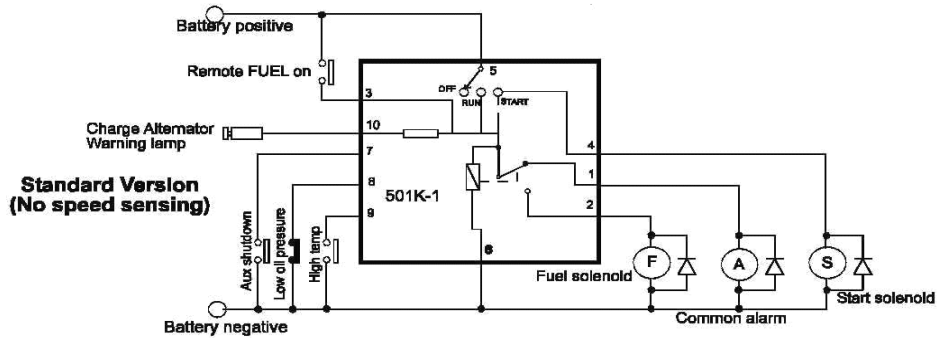 Battery positive
Remote FUEL on
5
OFF
RUN
START
3
Charge Alternator
Warning lamp
10
4
7
Standard Version
(No speed sensing)
8
501K-1
1
9
2
Aux shutdown
Low oil pressure
High temp
6
F
A
S
Fuel solenoid
Start solenoid
Common alarm
Battery negative